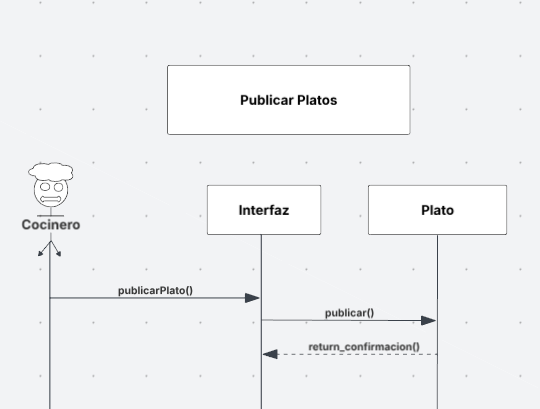 Publicar Platos
Cocinero
Interfaz
Plato
publicarPlato()
publicar()
return_confirmacion()